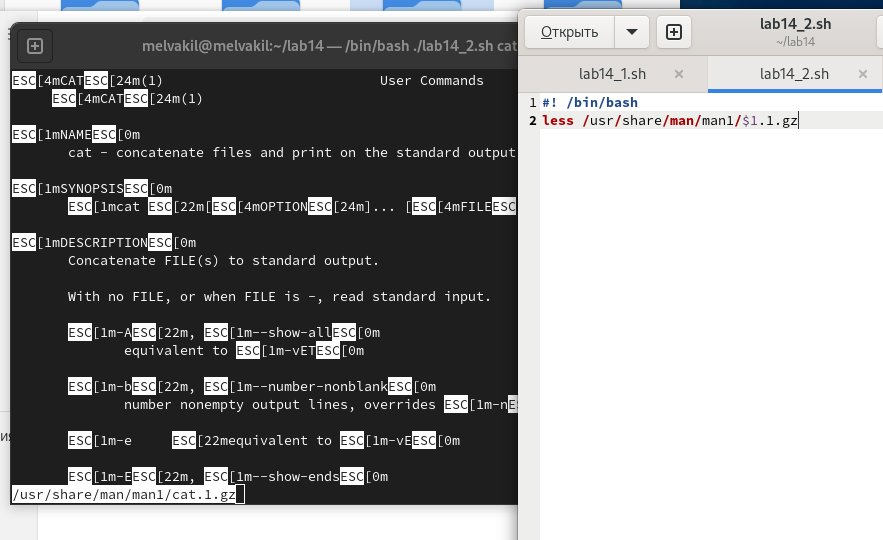 melvakil@melvakil:~/lab14 — /bin/bash ./lab14_2.sh cat
ESC[4mCATESC[24m(1)                           User Commands
     ESC[4mCATESC[24m(1)
ESC[1mNAMEESC[0m
       cat - concatenate files and print on the standard output
ESC[1mSYNOPSISESC[0m
       ESC[1mcat ESC[22m[ESC[4mOPTIONESC[24m]... [ESC[4mFILEESC
ESC[1mDESCRIPTIONESC[0m
       Concatenate FILE(s) to standard output.
       With no FILE, or when FILE is -, read standard input.
       ESC[1m-AESC[22m, ESC[1m--show-allESC[0m
              equivalent to ESC[1m-vETESC[0m
       ESC[1m-bESC[22m, ESC[1m--number-nonblankESC[0m
              number nonempty output lines, overrides ESC[1m-nES
       ESC[1m-e     ESC[22mequivalent to ESC[1m-vEESC[0m
       ESC[1m-EESC[22m, ESC[1m--show-endsESC[0m
/usr/share/man/man1/cat.1.gz
Открыть
lab14_2.sh
~/lab14
lab14_1.sh ×
lab14_2.sh ×
1 #! /bin/bash
2 less /usr/share/man/man1/$1.1.gz